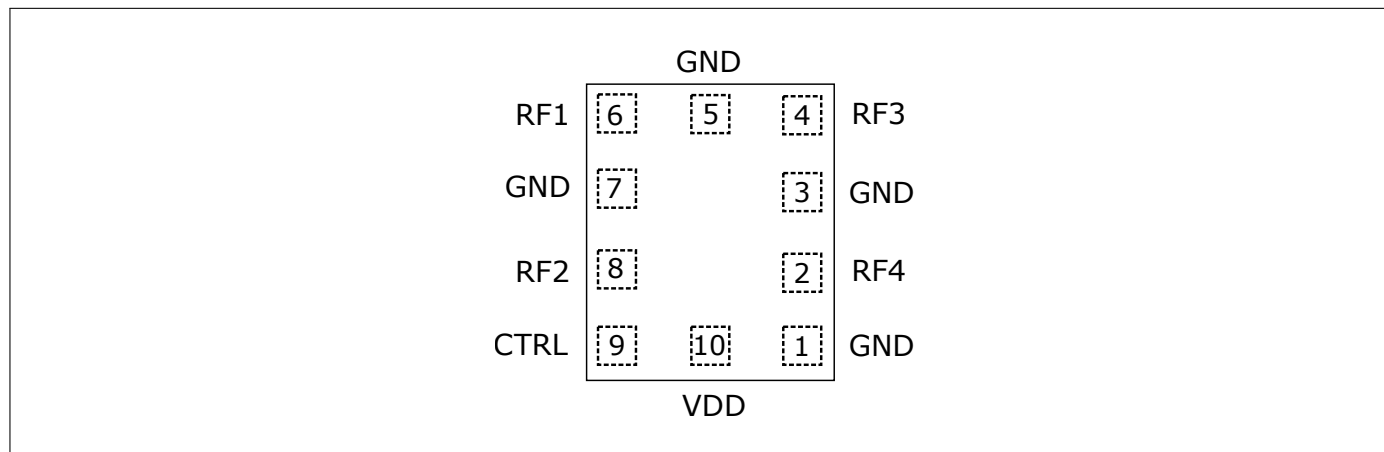 GND
RF1 6 5 4 RF3
GND 7 3 GND
RF2 8 2 RF4
CTRL 9 10 1 GND
VDD